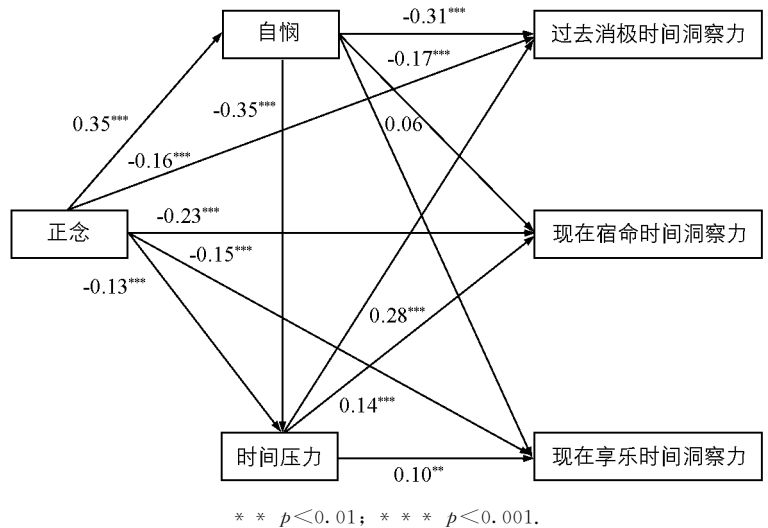 自悯
-0.31***
过去消极时间洞察力
-0.17***
0.35***
-0.35***
0.06
-0.16***
正念
-0.23***
现在宿命时间洞察力
-0.15***
-0.13***
0.28***
0.14***
时间压力
0.10**
现在享乐时间洞察力
* * p<0.01; * * * p<0.001.